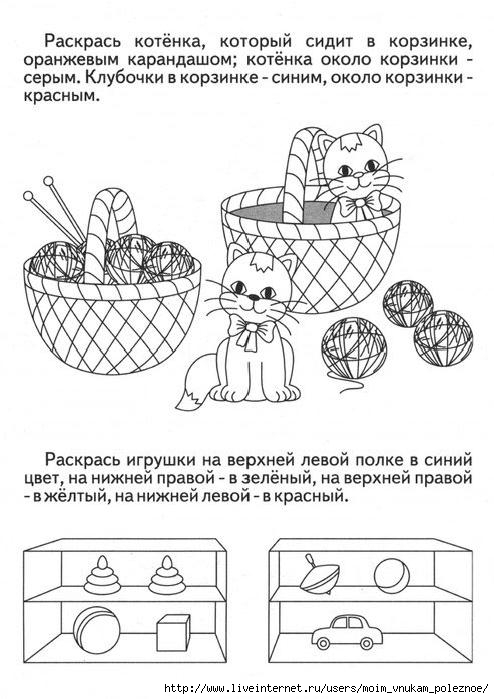 Раскрась котёнка, который сидит в корзинке,
оранжевым карандашом; котёнка около корзинки -
серым. Клубочки в корзинке - синим, около корзинки -
красным.
Раскрась игрушки на верхней левой полке в синий
цвет, на нижней правой - в зелёный, на верхней правой
- в жёлтый, на нижней левой - в красный.
http://www.liveinternet.ru/users/moim_vnukam_poleznoe/